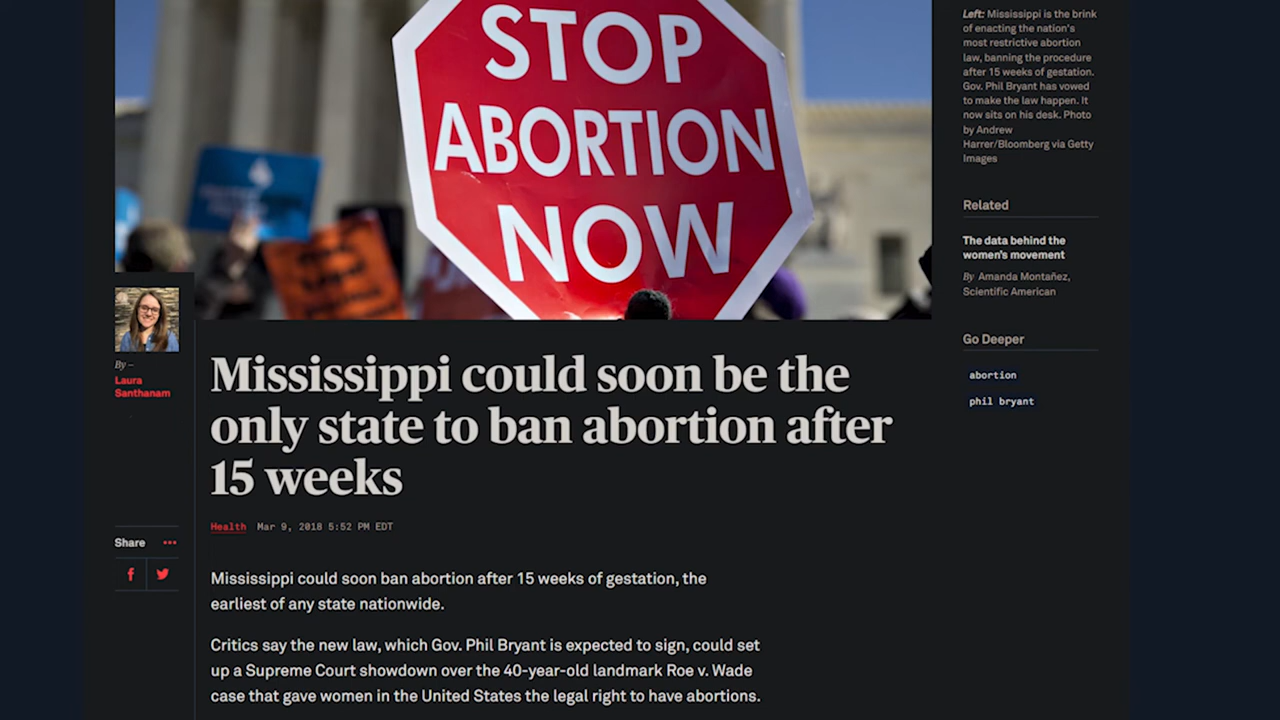 STOP
ABORTION
NOW
Left: Mississippi is the brink
of enacting the nation's
most restrictive abortion
law, banning the procedure
after 15 weeks of gestation.
Gov. Phil Bryant has vowed
to make the law happen. It
now sits on his desk. Photo
by Andrew
Harrer/Bloomberg via Getty
Images
Related
The data behind the
women's movement
By Amanda Montañez,
Scientific American
Go Deeper
abortion
phil bryant
By –
Laura
Santhanam
Share
Mississippi could soon be the
only state to ban abortion after
15 weeks
Health Mar 9, 2018 5:52 PM EDT
Mississippi could soon ban abortion after 15 weeks of gestation, the
earliest of any state nationwide.
Critics say the new law, which Gov. Phil Bryant is expected to sign, could set
up a Supreme Court showdown over the 40-year-old landmark Roe v. Wade
case that gave women in the United States the legal right to have abortions.